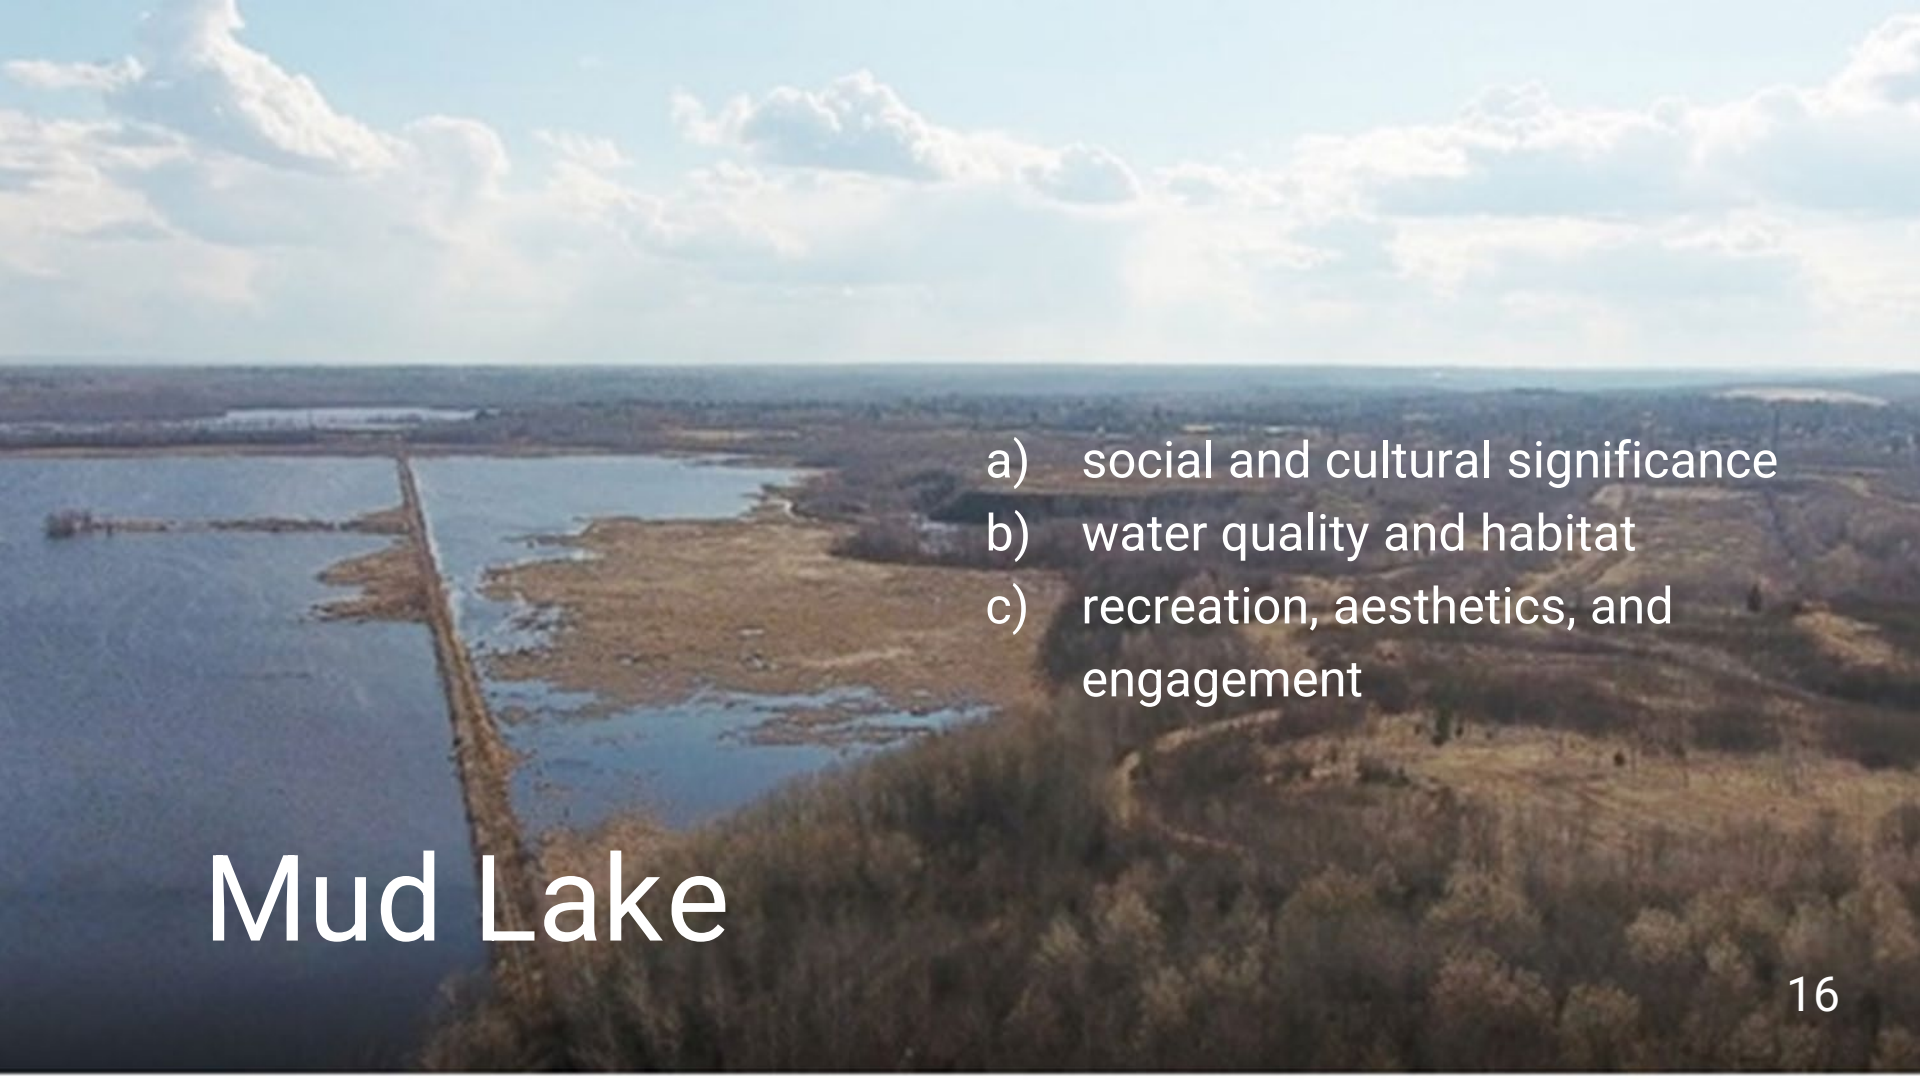 a) social and cultural significance
b) water quality and habitat
c) recreation, aesthetics, and
engagement
Mud Lake
16